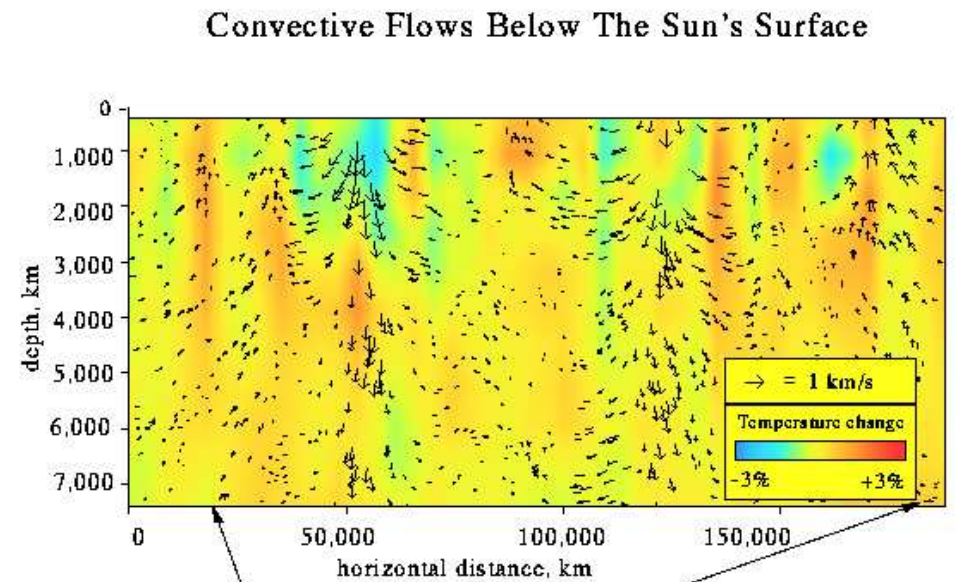 Convective Flows Below The Sun's Surface
0
1,000
2,000
3,000
4,000
5,000
6,000
7,000
depth, km
→ = 1 km/s
Temperature change
-3% +3%
0 50,000 100,000 150,000
horizontal distance, km